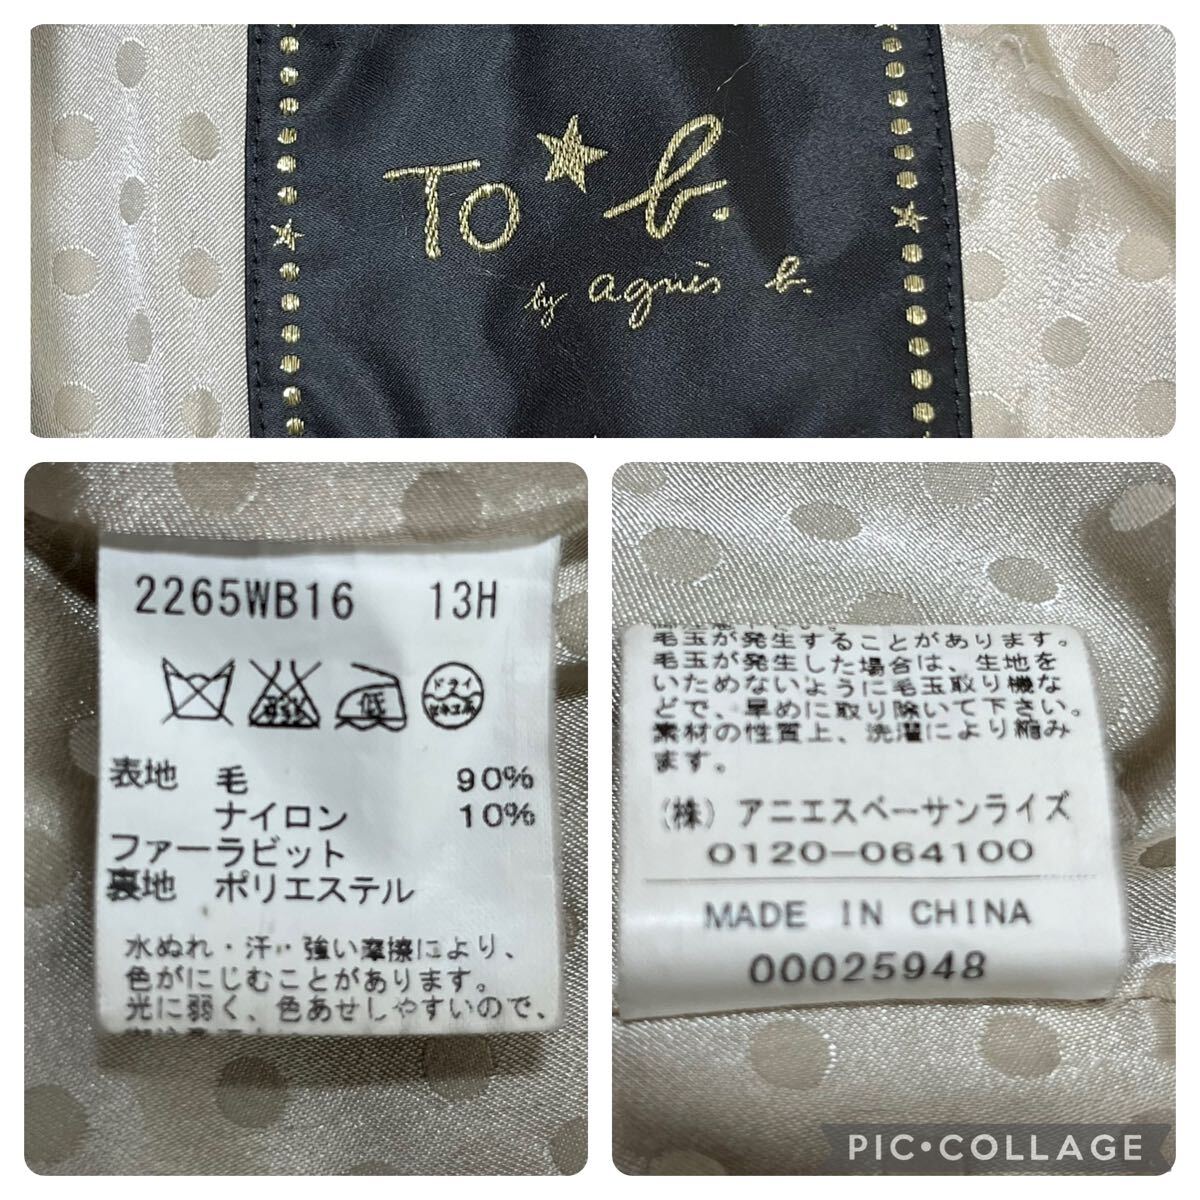 To★b.
by agnès b.
2265WB16 13H
低
ドライ
表地 毛 90%
ナイロン 10%
ファーラビット
裏地 ポリエステル
水ぬれ・汗・強い摩擦により、
色がにじむことがあります。
光に弱く、色あせしやすいので、
毛玉が発生することがあります。
毛玉が発生した場合は、生地を
いためないように毛玉取り機な
どで、早めに取り除いて下さい。
素材の性質上、洗濯により縮み
ます。
(株) アニエスベーサンライズ
0120-064100
MADE IN CHINA
00025948
PIC•COLLAGE